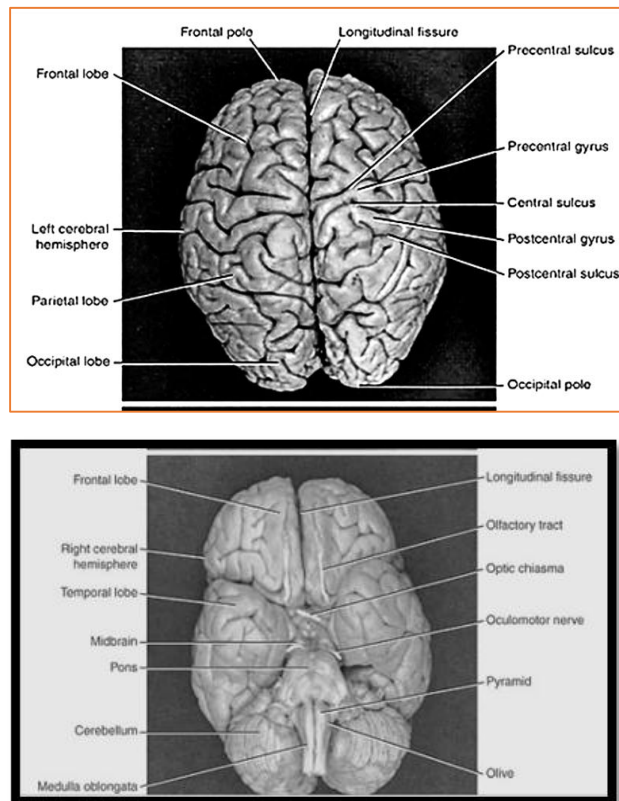 Frontal pole
Longitudinal fissure
Precentral sulcus
Frontal lobe
Precentral gyrus
Central sulcus
Left cerebral
hemisphere
Postcentral gyrus
Postcentral sulcus
Parietal lobe
Occipital lobe
Occipital pole
Frontal lobe
Longitudinal fissure
Olfactory tract
Right cerebral
hemisphere
Optic chiasma
Temporal lobe
Oculomotor nerve
Midbrain
Pons
Pyramid
Cerebellum
Olive
Medulla oblongata